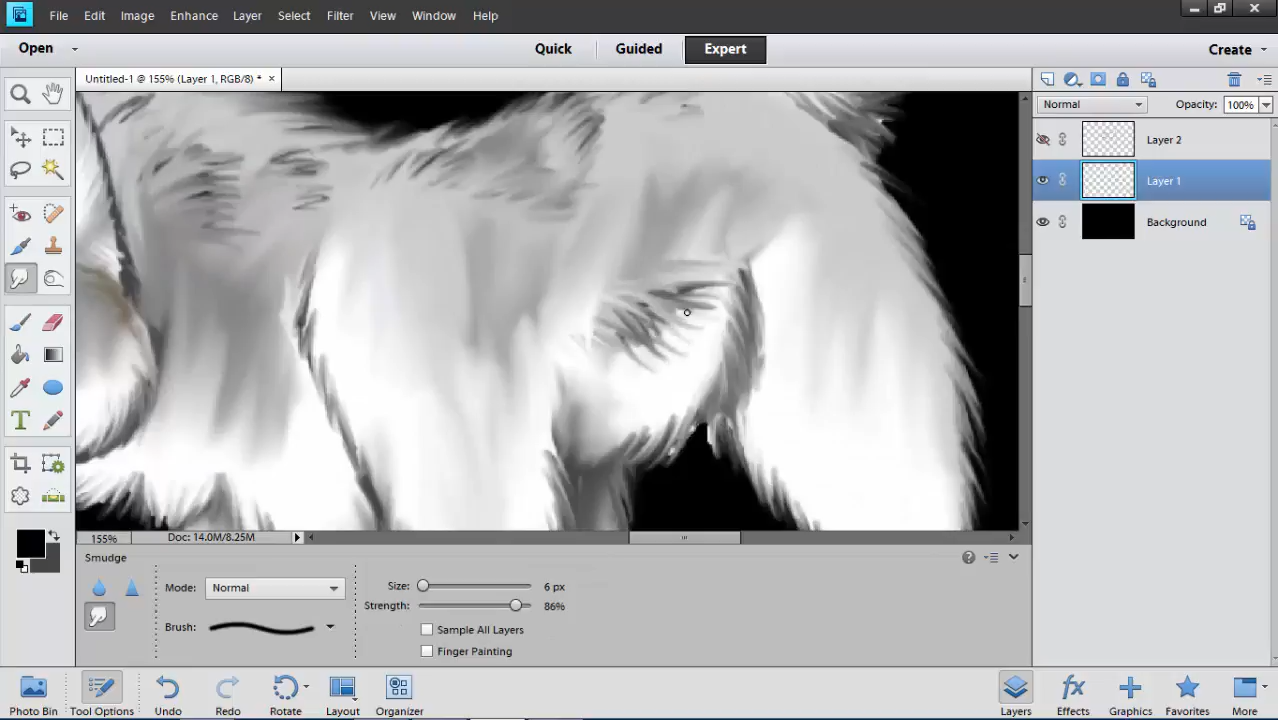 File Edit Image Enhance Layer Select Filter View Window Help
Open Quick Guided Expert Create
Untitled-1 @ 155% (Layer 1, RGB/8) * ×
Normal Opacity: 100%
Layer 2
Layer 1
Background
T
155% Doc: 14.0M/8.25M
Smudge
Mode: Normal Size: 6 px
Strength: 86%
Brush:
Sample All Layers
Finger Painting
Photo Bin Tool Options Undo Redo Rotate Layout Organizer Layers Effects Graphics Favorites More